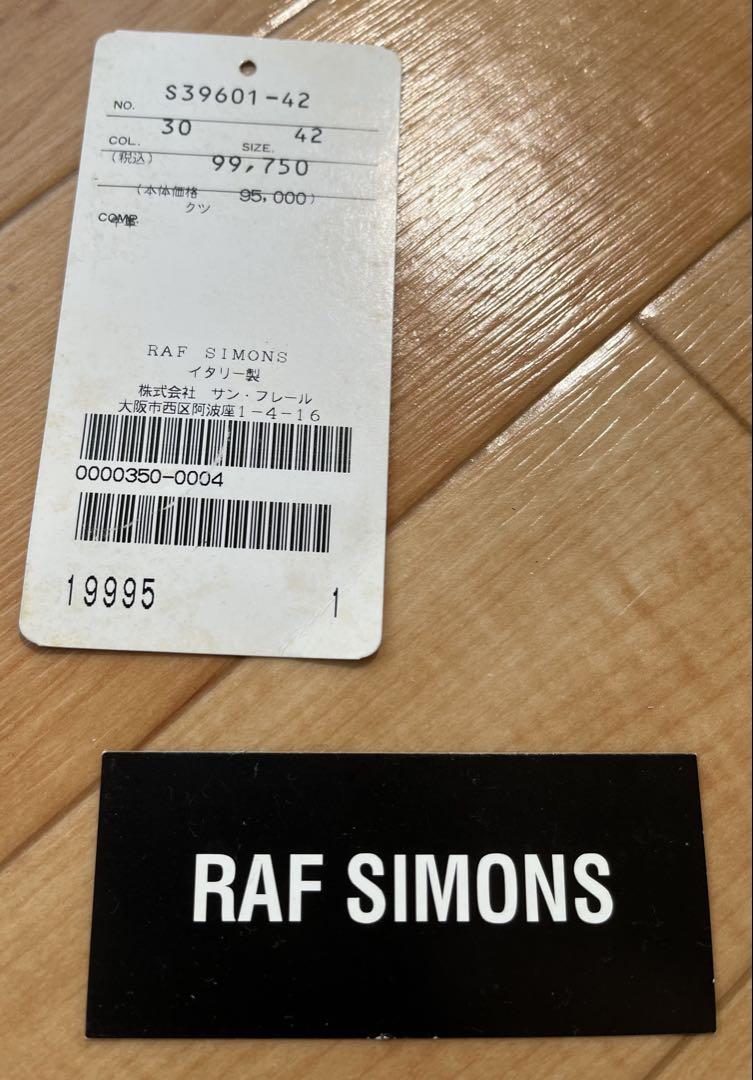 NO. S39601-42
COL. 30 SIZE. 42
(税込) 99,750
(本体価格 95,000)
クツ
COMP.
RAF SIMONS
イタリー製
株式会社 サン・フレール
大阪市西区阿波座1-4-16
0000350-0004
19995 1
RAF SIMONS